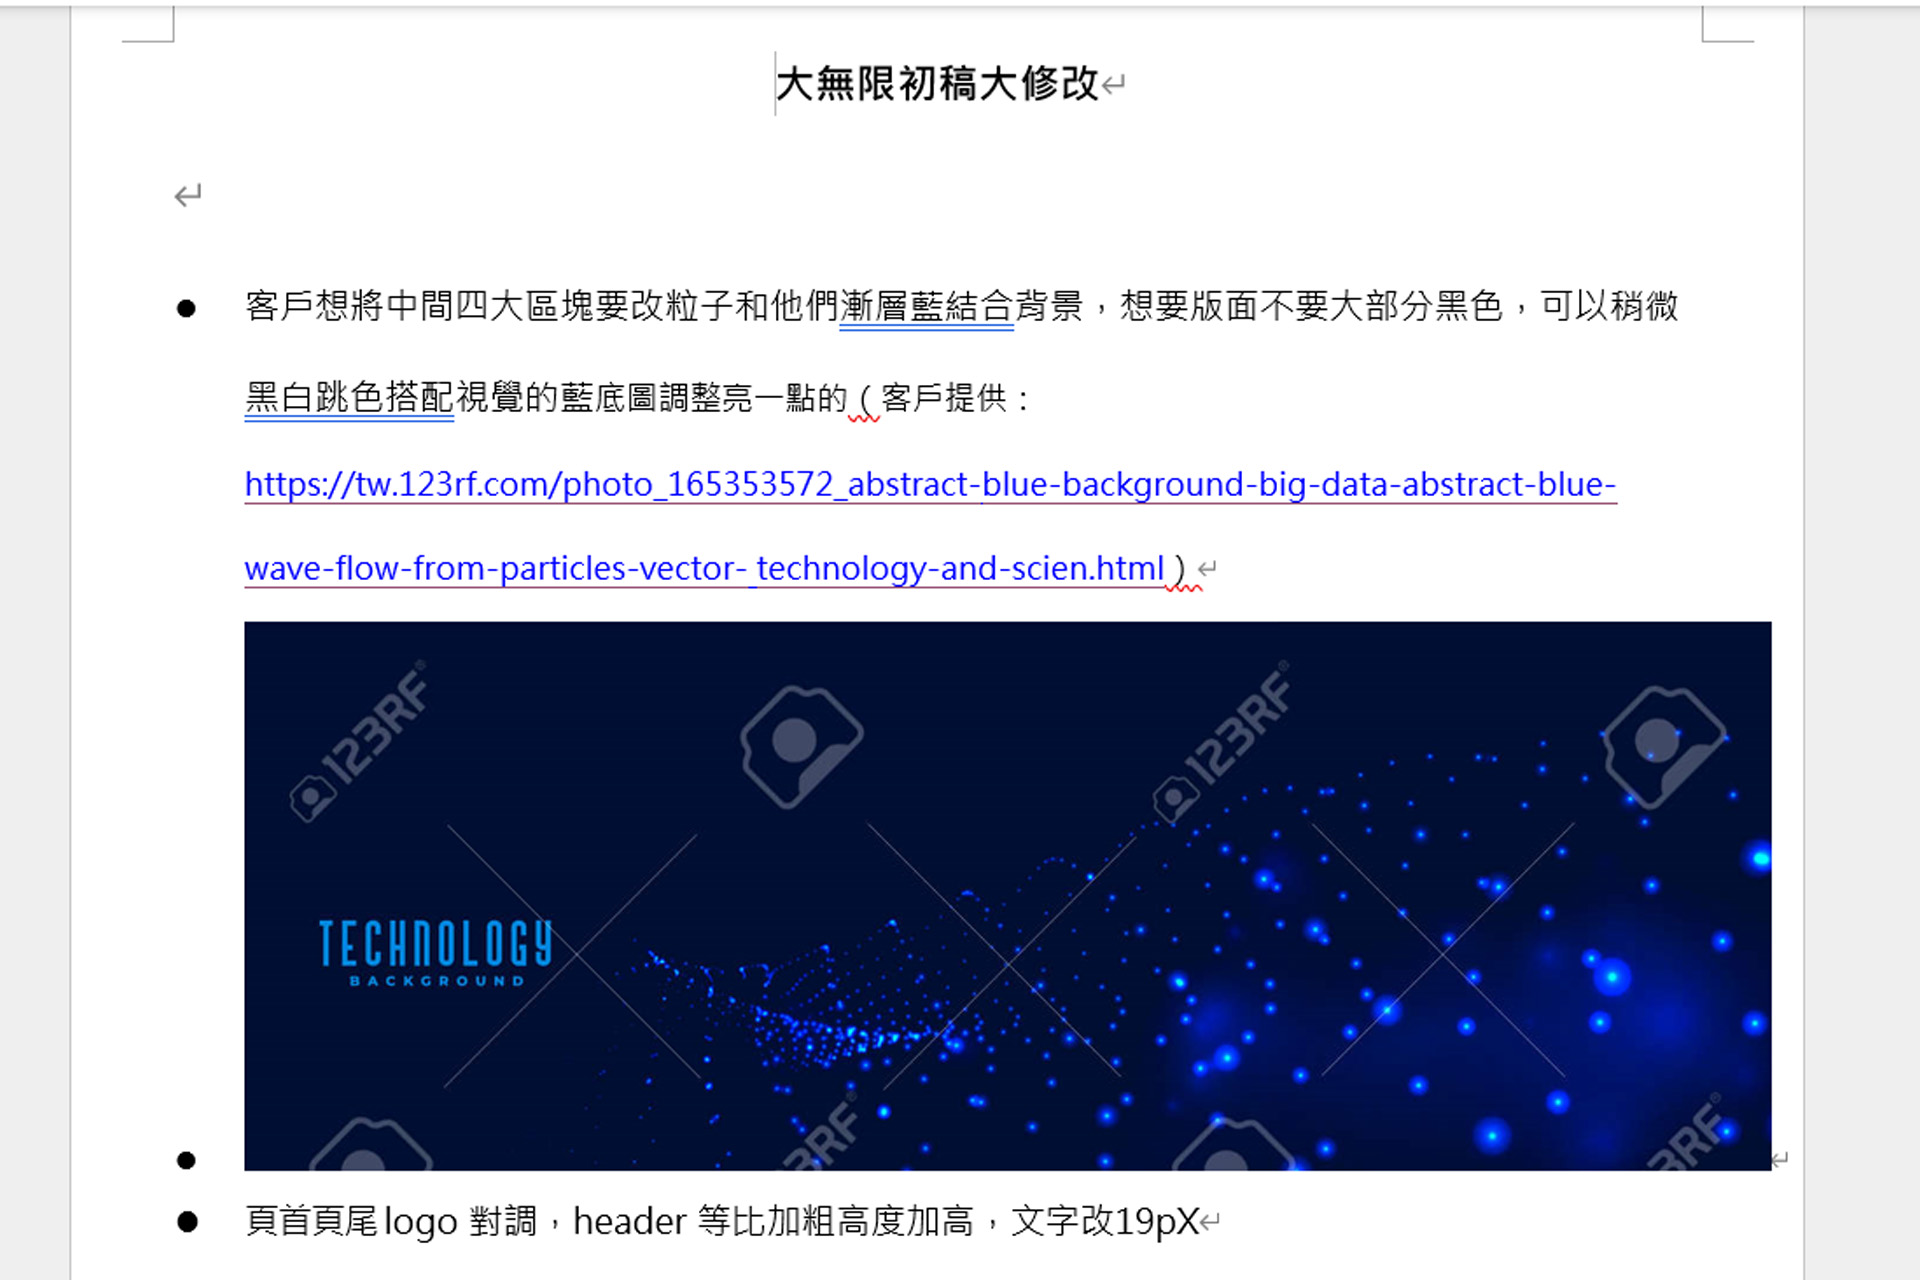 大無限初稿大修改
客戶想將中間四大區塊要改粒子和他們漸層藍結合背景，想要版面不要大部分黑色，可以稍微
黑白跳色搭配視覺的藍底圖調整亮一點的（客戶提供：
https://tw.123rf.com/photo_165353572_abstract-blue-background-big-data-abstract-blue-
wave-flow-from-particles-vector- technology-and-scien.html）
123RF®
123RF®
TECHNOLOGY
BACKGROUND
123RF®
123RF®
頁首頁尾logo 對調，header 等比加粗高度加高，文字改19pX